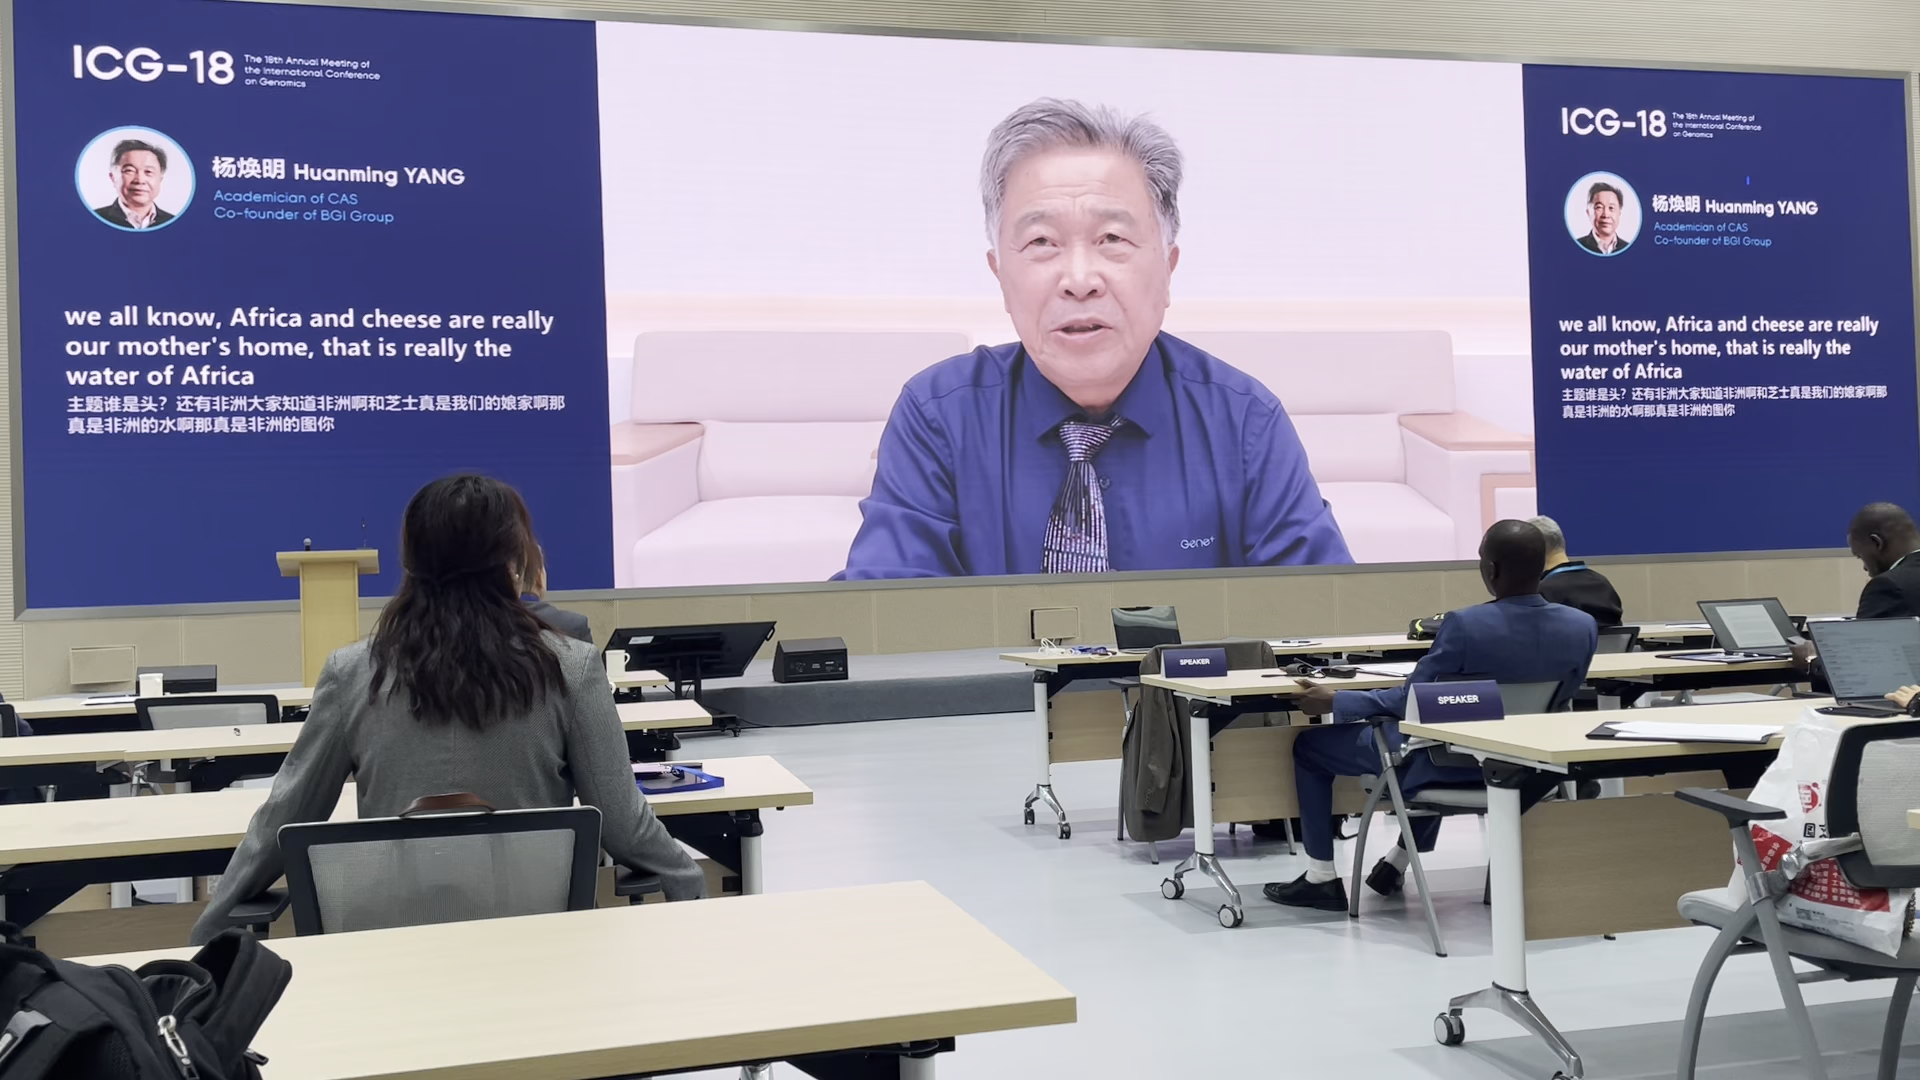 ICG-18
The 18th Annual Meeting of
the International Conference
on Genomics
杨焕明 Huanming YANG
Academician of CAS
Co-founder of BGI Group
we all know, Africa and cheese are really
our mother's home, that is really the
water of Africa
主题谁是头？还有非洲大家知道非洲啊和芝士真是我们的娘家啊那
真是非洲的水啊那真是非洲的图你
Gene+
ICG-18
The 18th Annual Meeting of
the International Conference
on Genomics
杨焕明 Huanming YANG
Academician of CAS
Co-founder of BGI Group
we all know, Africa and cheese are really
our mother's home, that is really the
water of Africa
主题谁是头？还有非洲大家知道非洲啊和芝士真是我们的娘家啊那
真是非洲的水啊那真是非洲的图你
SPEAKER
SPEAKER